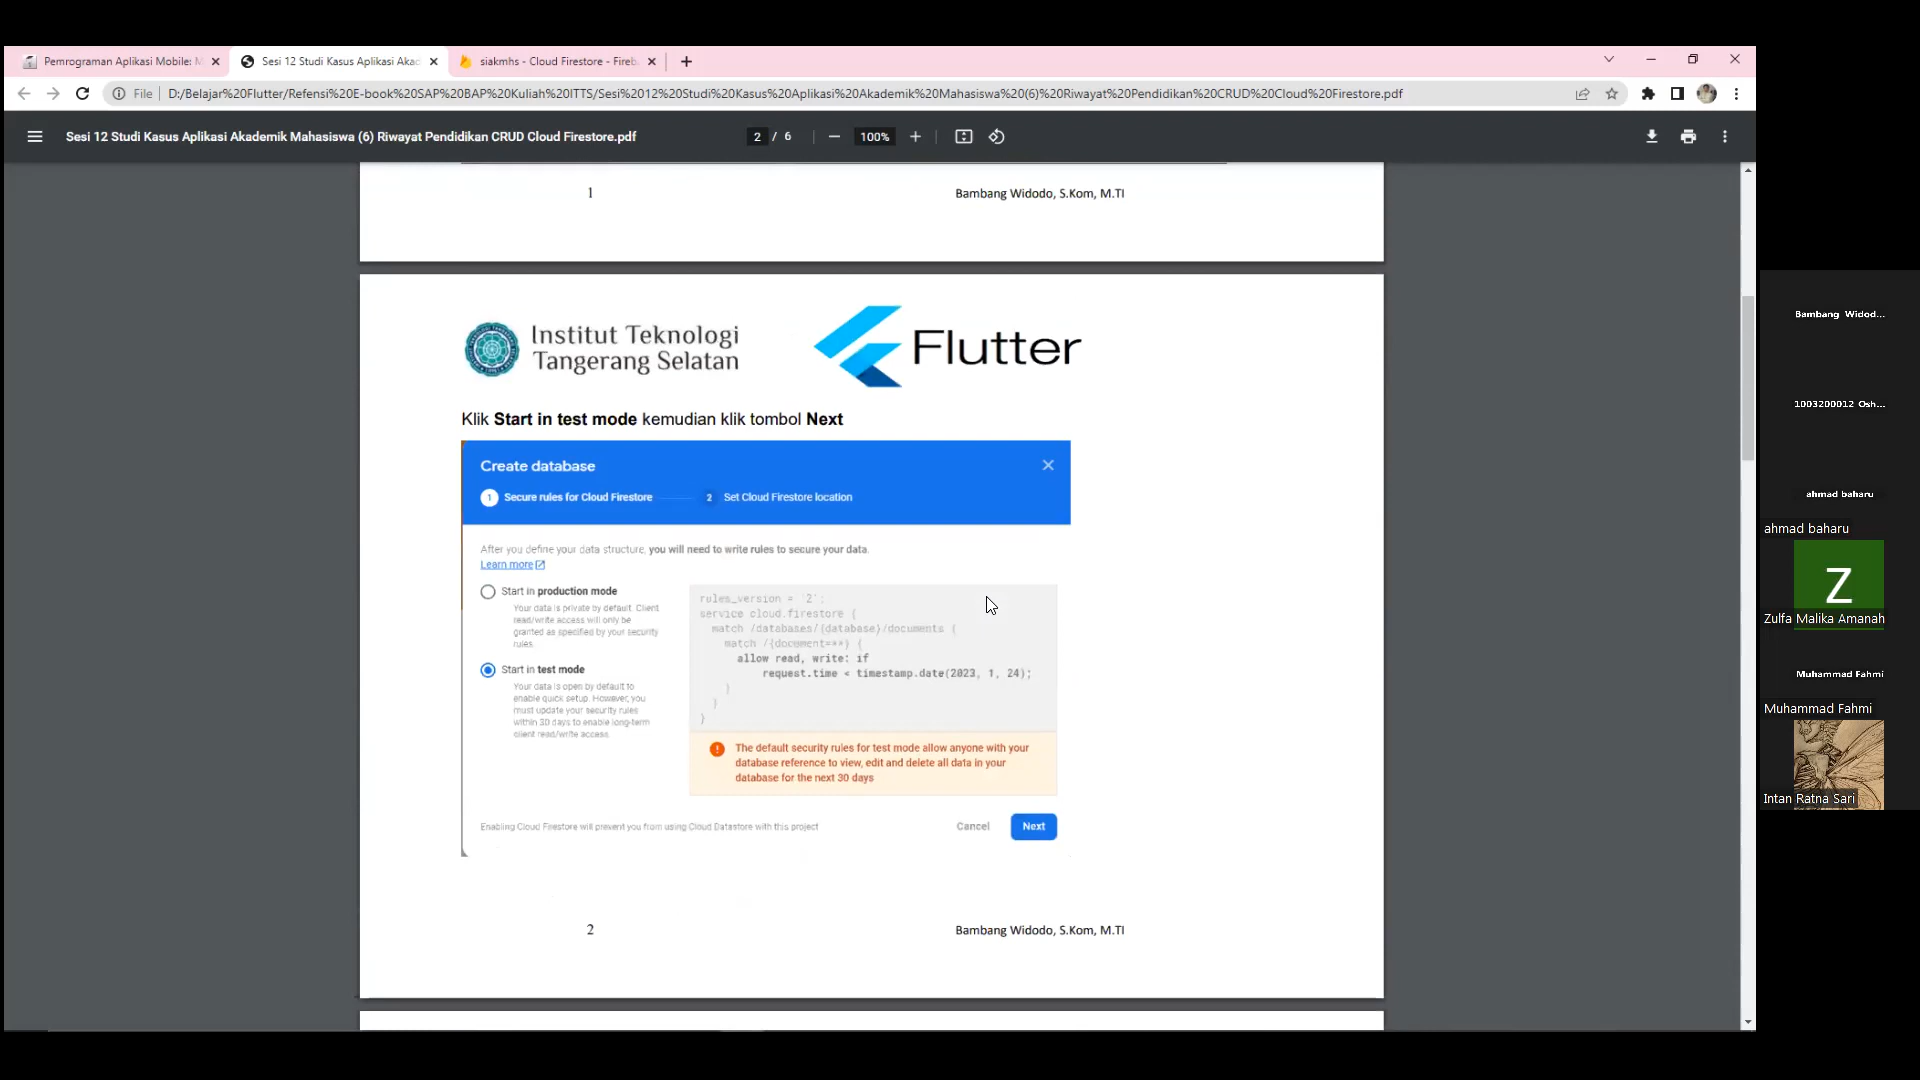 Pemrograman Aplikasi Mobile: M
Sesi 12 Studi Kasus Aplikasi Akad
siakmhs - Cloud Firestore - Fireb
File
D:/Belajar%20Flutter/Refensi%20E-book%20SAP%20BAP%20Kuliah%20ITTS/Sesi%2012%20Studi%20Kasus%20Aplikasi%20Akademik%20Mahasiswa%20(6)%20Riwayat%20Pendidikan%20CRUD%20Cloud%20Firestore.pdf
Sesi 12 Studi Kasus Aplikasi Akademik Mahasiswa (6) Riwayat Pendidikan CRUD Cloud Firestore.pdf
2 / 6
100%
1
Bambang Widodo, S.Kom, M.TI
Institut Teknologi
Tangerang Selatan
Flutter
Klik Start in test mode kemudian klik tombol Next
Create database
1 Secure rules for Cloud Firestore
2 Set Cloud Firestore location
After you define your data structure, you will need to write rules to secure your data.
Learn more
Start in production mode
Your data is private by default. Client
read/write access will only be
granted as specified by your security
rules.
Start in test mode
Your data is open by default to
enable quick setup. However, you
must update your security rules
within 30 days to enable long-term
client read/write access.
rules_version = '2';
service cloud.firestore {
match /databases/{database}/documents {
match /{document=**} {
allow read, write: if
request.time < timestamp.date(2023, 1, 24);
}
}
}
The default security rules for test mode allow anyone with your
database reference to view, edit and delete all data in your
database for the next 30 days
Enabling Cloud Firestore will prevent you from using Cloud Datastore with this project
Cancel
Next
2
Bambang Widodo, S.Kom, M.TI
Bambang Widod...
1003200012 Osh...
ahmad baharu
ahmad baharu
Z
Zulfa Malika Amanah
Muhammad Fahmi
Muhammad Fahmi
Intan Ratna Sari